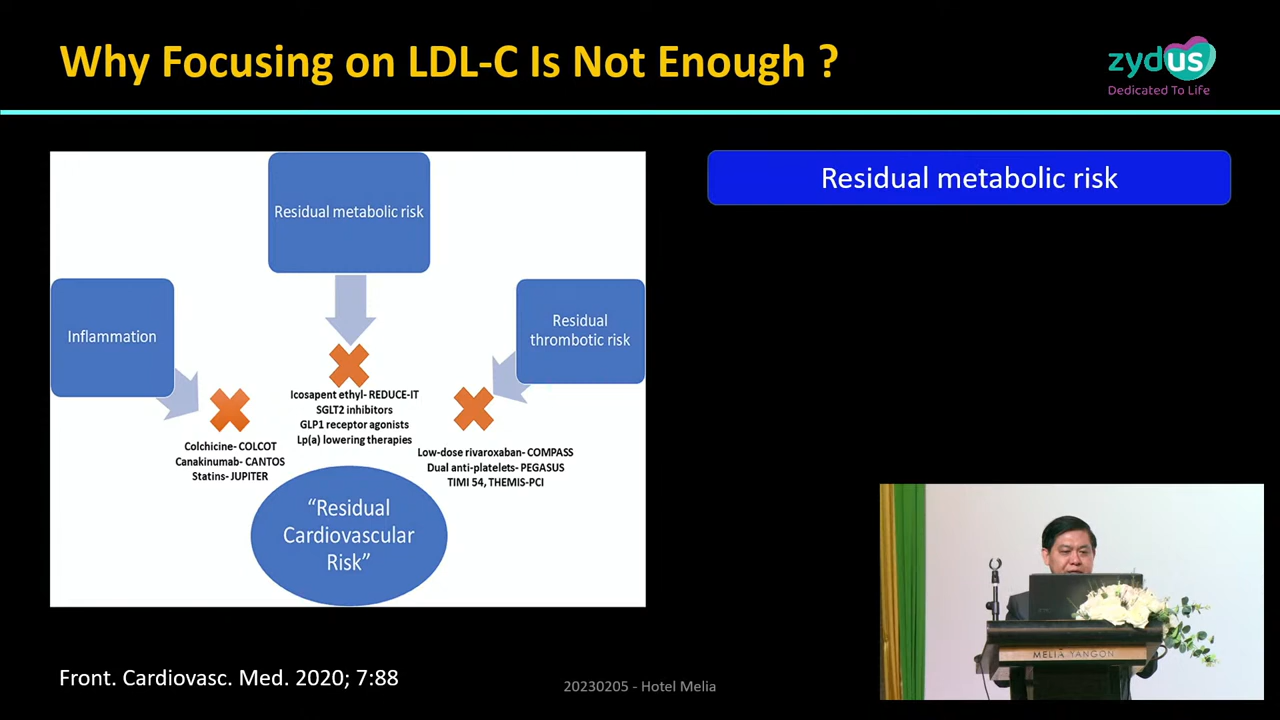 Why Focusing on LDL-C Is Not Enough ?
zydus
Dedicated To Life
Residual metabolic risk
Inflammation
Residual
thrombotic risk
Icosapent ethyl- REDUCE-IT
SGLT2 inhibitors
GLP1 receptor agonists
Lp(a) lowering therapies
Colchicine- COLCOT
Canakinumab- CANTOS
Statins- JUPITER
Low-dose rivaroxaban- COMPASS
Dual anti-platelets- PEGASUS
TIMI 54, THEMIS-PCI
“Residual
Cardiovascular
Risk”
Residual metabolic risk
MELIÃ YANGON
Front. Cardiovasc. Med. 2020; 7:88
20230205 - Hotel Melia